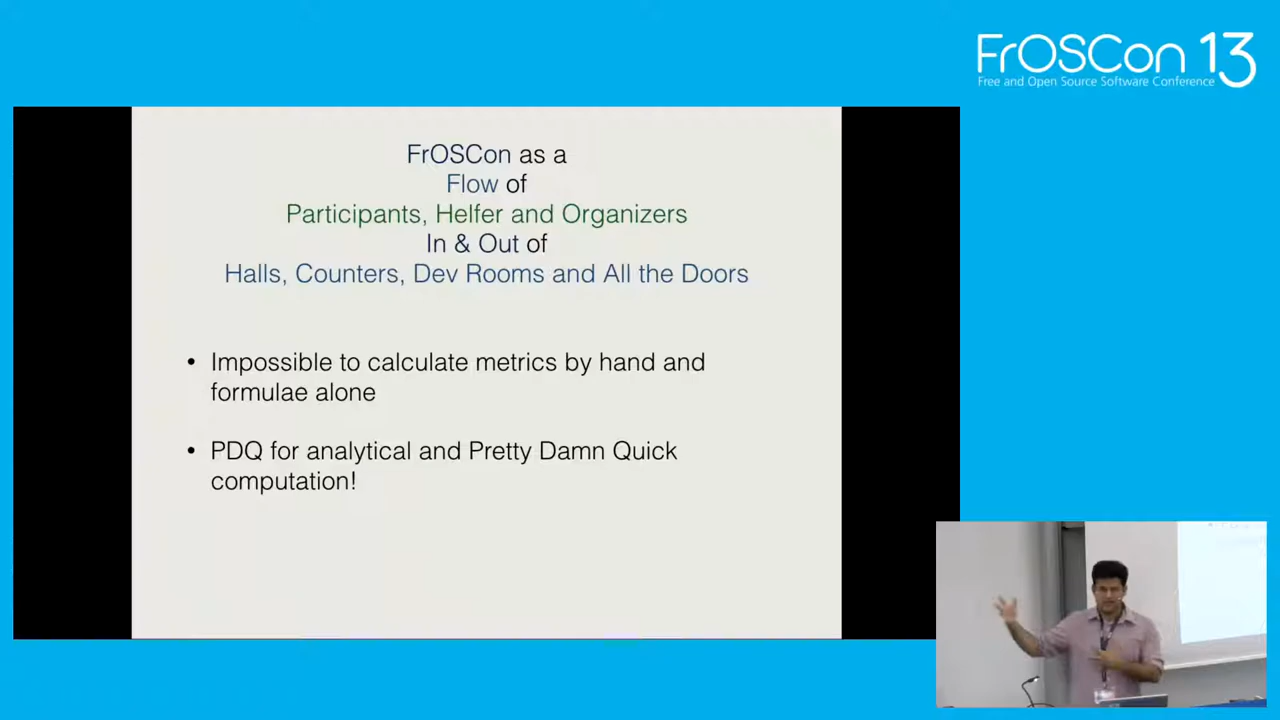 FrOSCon 13
Free and Open Source Software Conference
FrOSCon as a
Flow of
Participants, Helfer and Organizers
In & Out of
Halls, Counters, Dev Rooms and All the Doors
• Impossible to calculate metrics by hand and
formulae alone
• PDQ for analytical and Pretty Damn Quick
computation!